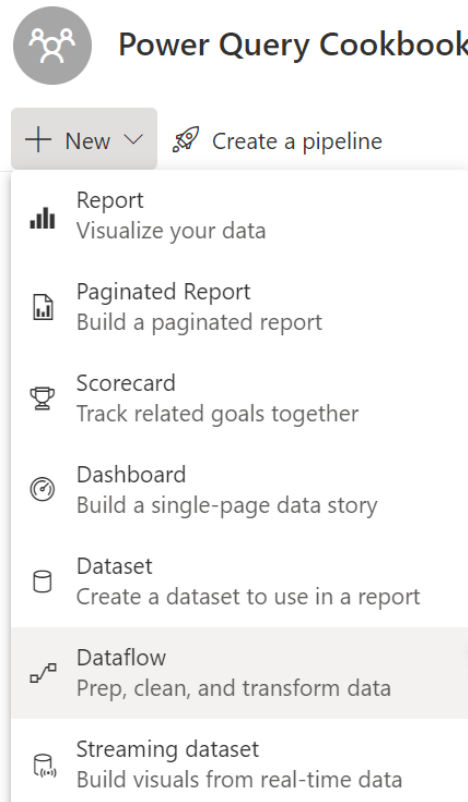 Power Query Cookbook
New
Create a pipeline
Report
Visualize your data
Paginated Report
Build a paginated report
Scorecard
Track related goals together
Dashboard
Build a single-page data story
Dataset
Create a dataset to use in a report
Dataflow
Prep, clean, and transform data
Streaming dataset
Build visuals from real-time data